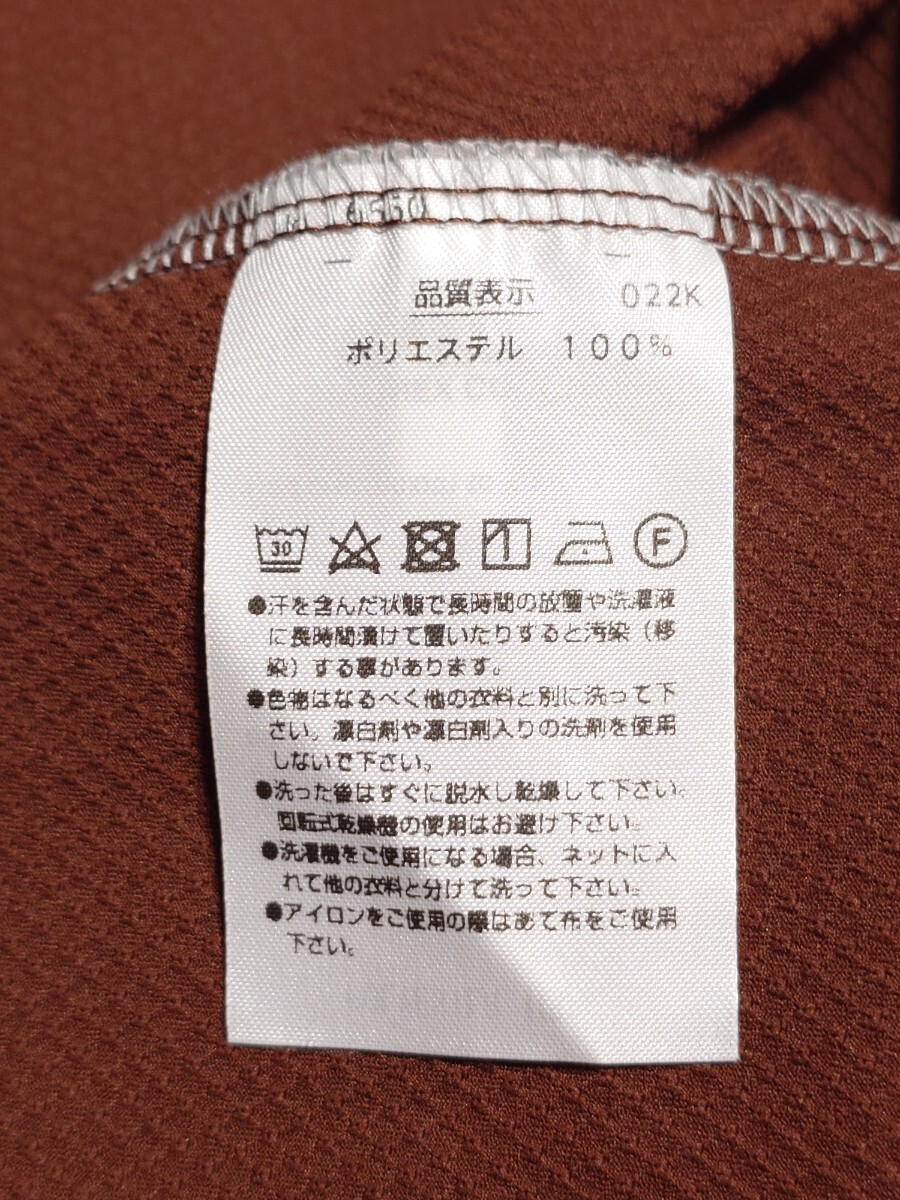 6550
品質表示 022K
ポリエステル 100%
30 F
●汗を含んだ状態で長時間の放置や洗濯液
に長時間漬けて置いたりすると汚染(移
染)する事があります。
●色物はなるべく他の衣料と別に洗って下
さい。漂白剤や漂白剤入りの洗剤を使用
しないで下さい。
●洗った後はすぐに脱水し乾燥して下さい。
回転式乾燥機の使用はお避け下さい。
●洗濯機をご使用になる場合、ネットに入
れて他の衣料と分けて洗って下さい。
●アイロンをご使用の際はあて布をご使用
下さい。